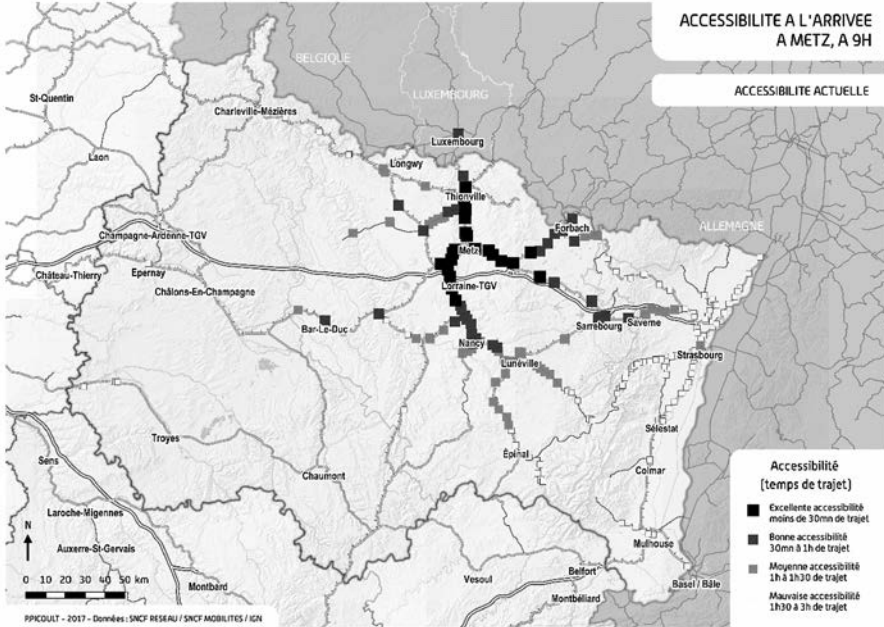 ACCESSIBILITE A L'ARRIVEE
A METZ, A 9H
ACCESSIBILITE ACTUELLE
BELGIQUE
LUXEMBOURG
St-Quentin
Charleville-Mézières
Laon
Luxembourg
Longwy
Thionville
Forbach
ALLEMAGNE
Champagne-Ardenne-TGV
Metz
Château-Thierry
Epernay
Châlons-En-Champagne
Lorraine-TGV
Bar-Le-Duc
Sarrebourg
Saverne
Nancy
Strasbourg
Lunéville
Troyes
Sélestat
Sens
Épinal
Chaumont
Colmar
Laroche-Migennes
Auxerre-St-Gervais
Mulhouse
Montbard
Vesoul
Belfort
Montbéliard
Basel / Bâle
N
0 10 20 30 40 50 km
Accessibilité
(temps de trajet)
Excellente accessibilité
moins de 30mn de trajet
Bonne accessibilité
30mn à 1h de trajet
Moyenne accessibilité
1h à 1h30 de trajet
Mauvaise accessibilité
1h30 à 3h de trajet
P.PICOULT - 2017 - Données : SNCF RESEAU / SNCF MOBILITES / IGN